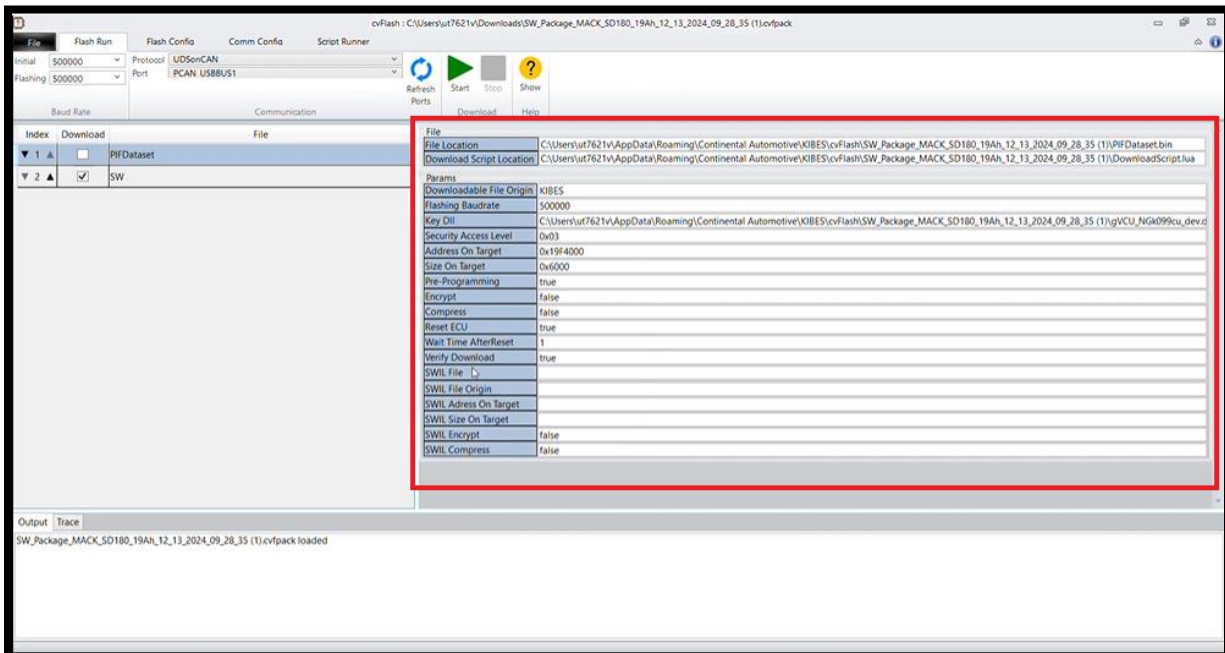 cvFlash : C:\Users\ut7621v\Downloads\SW_Package_MACK_SD180_19Ah_12_13_2024_09_28_35 (1).cvfpack
File Flash Run Flash Config Comm Config Script Runner
Initial 500000 Protocol UDSonCAN
Flashing 500000 Port PCAN USBBUS1
Refresh Ports Start Stop Show
Baud Rate Communication Download Help
Index Download File
1 PIFDataset
2 SW
File
File Location C:\Users\ut7621v\AppData\Roaming\Continental Automotive\KIBES\cvFlash\SW_Package_MACK_SD180_19Ah_12_13_2024_09_28_35 (1)\PIFDataset.bin
Download Script Location C:\Users\ut7621v\AppData\Roaming\Continental Automotive\KIBES\cvFlash\SW_Package_MACK_SD180_19Ah_12_13_2024_09_28_35 (1)\DownloadScript.lua
Params
Downloadable File Origin KIBES
Flashing Baudrate 500000
Key Dll C:\Users\ut7621v\AppData\Roaming\Continental Automotive\KIBES\cvFlash\SW_Package_MACK_SD180_19Ah_12_13_2024_09_28_35 (1)\gVCU_NGk099cu_dev.d
Security Access Level 0x03
Address On Target 0x19F4000
Size On Target 0x6000
Pre-Programming true
Encrypt false
Compress false
Reset ECU true
Wait Time AfterReset 1
Verify Download true
SWIL File
SWIL File Origin
SWIL Adress On Target
SWIL Size On Target
SWIL Encrypt false
SWIL Compress false
Output Trace
SW_Package_MACK_SD180_19Ah_12_13_2024_09_28_35 (1).cvfpack loaded